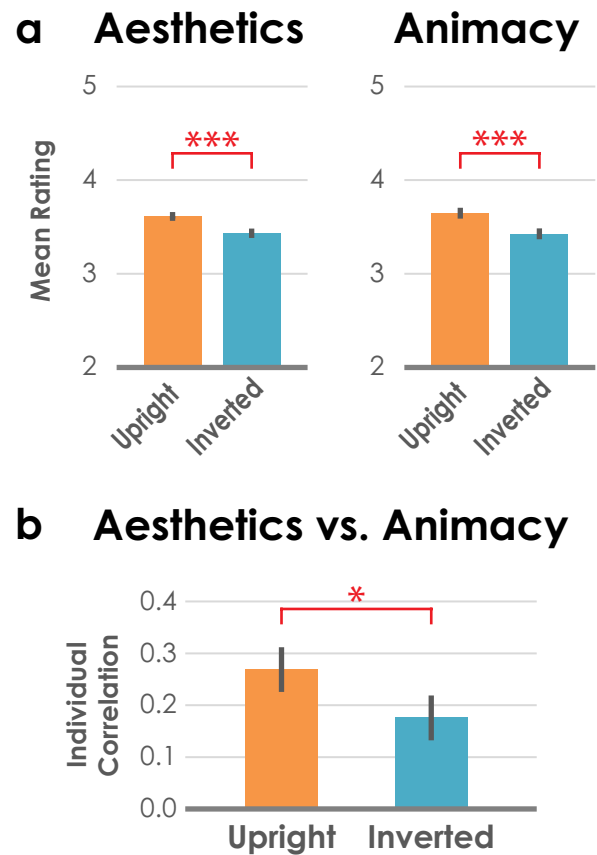 a Aesthetics Animacy
Mean Rating
5
4
3
2
***
Upright
Inverted
5
4
3
2
***
Upright
Inverted
b Aesthetics vs. Animacy
Individual
Correlation
0.4
0.3
0.2
0.1
0.0
*
Upright Inverted